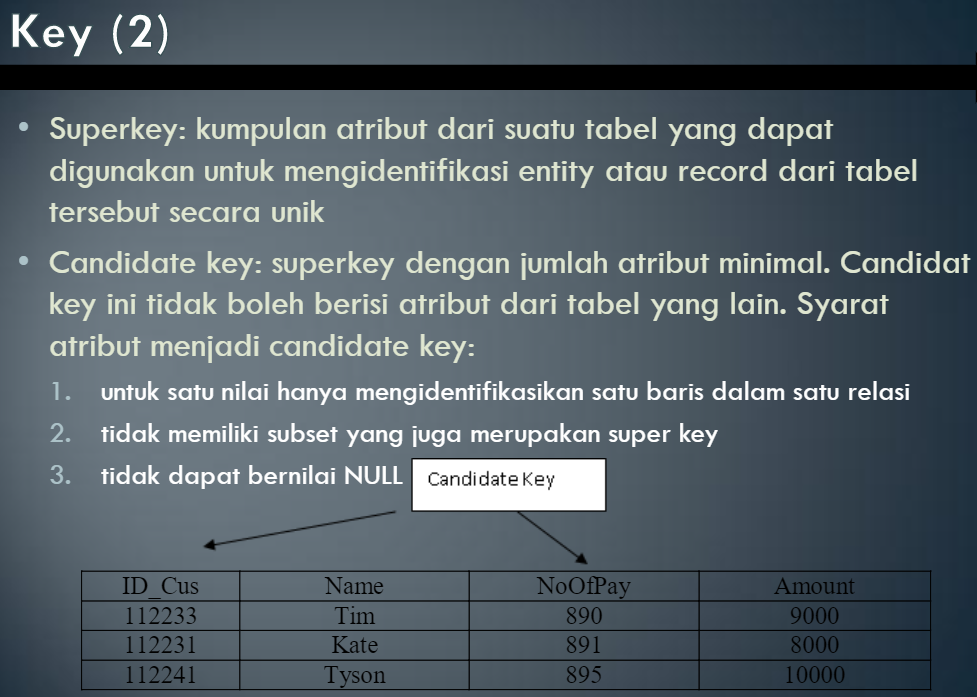 Key (2)
• Superkey: kumpulan atribut dari suatu tabel yang dapat
digunakan untuk mengidentifikasi entity atau record dari tabel
tersebut secara unik
• Candidate key: superkey dengan jumlah atribut minimal. Candidat
key ini tidak boleh berisi atribut dari tabel yang lain. Syarat
atribut menjadi candidate key:
1. untuk satu nilai hanya mengidentifikasikan satu baris dalam satu relasi
2. tidak memiliki subset yang juga merupakan super key
3. tidak dapat bernilai NULL
Candidate Key
ID_Cus Name NoOfPay Amount
112233 Tim 890 9000
112231 Kate 891 8000
112241 Tyson 895 10000